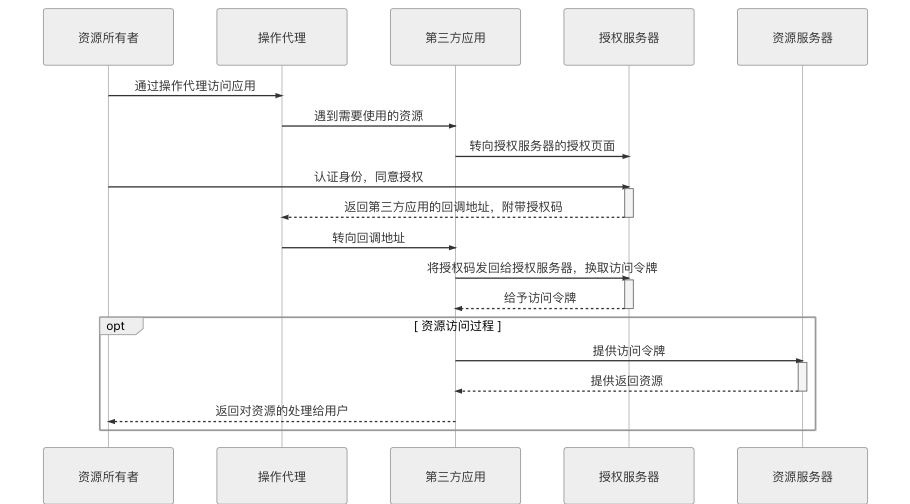 资源所有者
操作代理
第三方应用
授权服务器
资源服务器
通过操作代理访问应用
遇到需要使用的资源
转向授权服务器的授权页面
认证身份，同意授权
返回第三方应用的回调地址，附带授权码
转向回调地址
将授权码发回给授权服务器，换取访问令牌
给予访问令牌
opt
[ 资源访问过程 ]
提供访问令牌
提供返回资源
返回对资源的处理给用户
资源所有者
操作代理
第三方应用
授权服务器
资源服务器